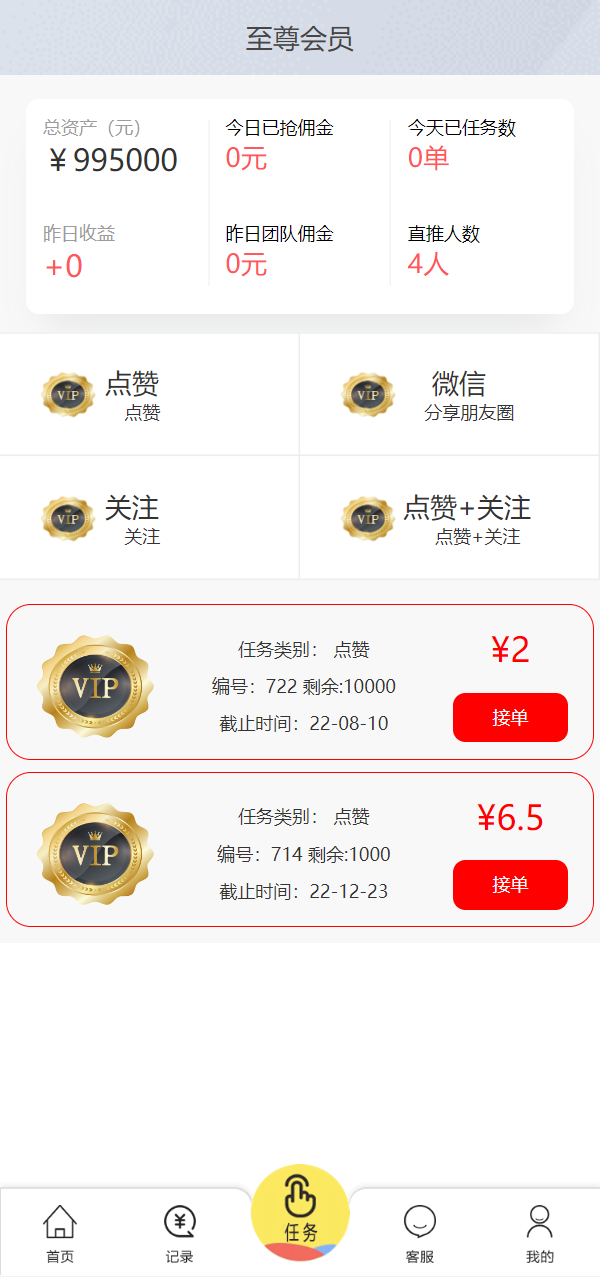 至尊会员
总资产（元）
￥995000
今日已抢佣金
0元
今天已任务数
0单
昨日收益
+0
昨日团队佣金
0元
直推人数
4人
VIP
点赞
点赞
VIP
微信
分享朋友圈
VIP
关注
关注
VIP
点赞+关注
点赞+关注
VIP
任务类别： 点赞
编号：722 剩余:10000
截止时间：22-08-10
¥2
接单
VIP
任务类别： 点赞
编号：714 剩余:1000
截止时间：22-12-23
¥6.5
接单
首页
记录
任务
客服
我的